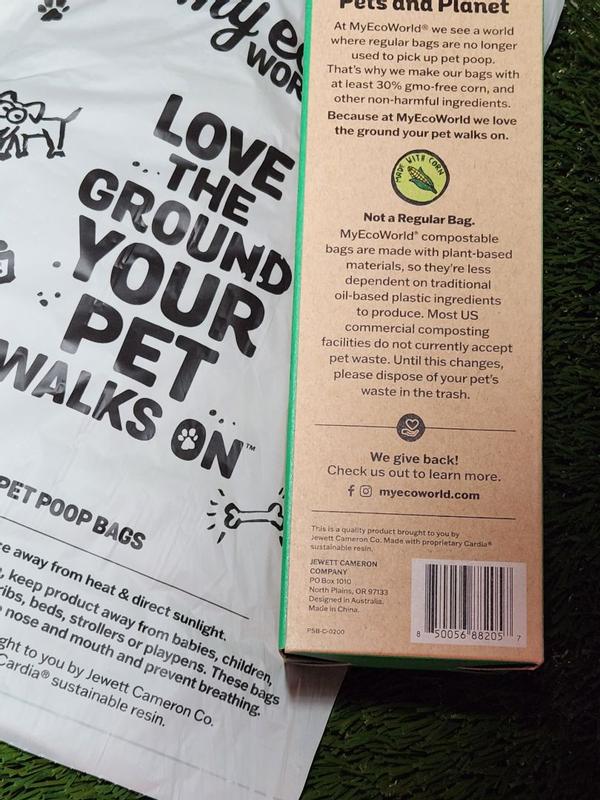 my e
WOR
LOVE
THE
GROUND
YOUR
PET
WALKS ON™
PET POOP BAGS
away from heat & direct sunlight.
keep product away from babies, children,
beds, strollers or playpens. These bags
nose and mouth and prevent breathing.
to you by Jewett Cameron Co.
Cardia® sustainable resin.
Pets and Planet
At MyEcoWorld® we see a world
where regular bags are no longer
used to pick up pet poop.
That's why we make our bags with
at least 30% gmo-free corn, and
other non-harmful ingredients.
Because at MyEcoWorld we love
the ground your pet walks on.
MADE WITH CORN
Not a Regular Bag.
MyEcoWorld® compostable
bags are made with plant-based
materials, so they're less
dependent on traditional
oil-based plastic ingredients
to produce. Most US
commercial composting
facilities do not currently accept
pet waste. Until this changes,
please dispose of your pet's
waste in the trash.
We give back!
Check us out to learn more.
myecoworld.com
This is a quality product brought to you by
Jewett Cameron Co. Made with proprietary Cardia®
sustainable resin.
JEWETT CAMERON
COMPANY
PO Box 1010
North Plains, OR 97133
Designed in Australia.
Made in China.
PSB-C-0200
8 50056 88205 7